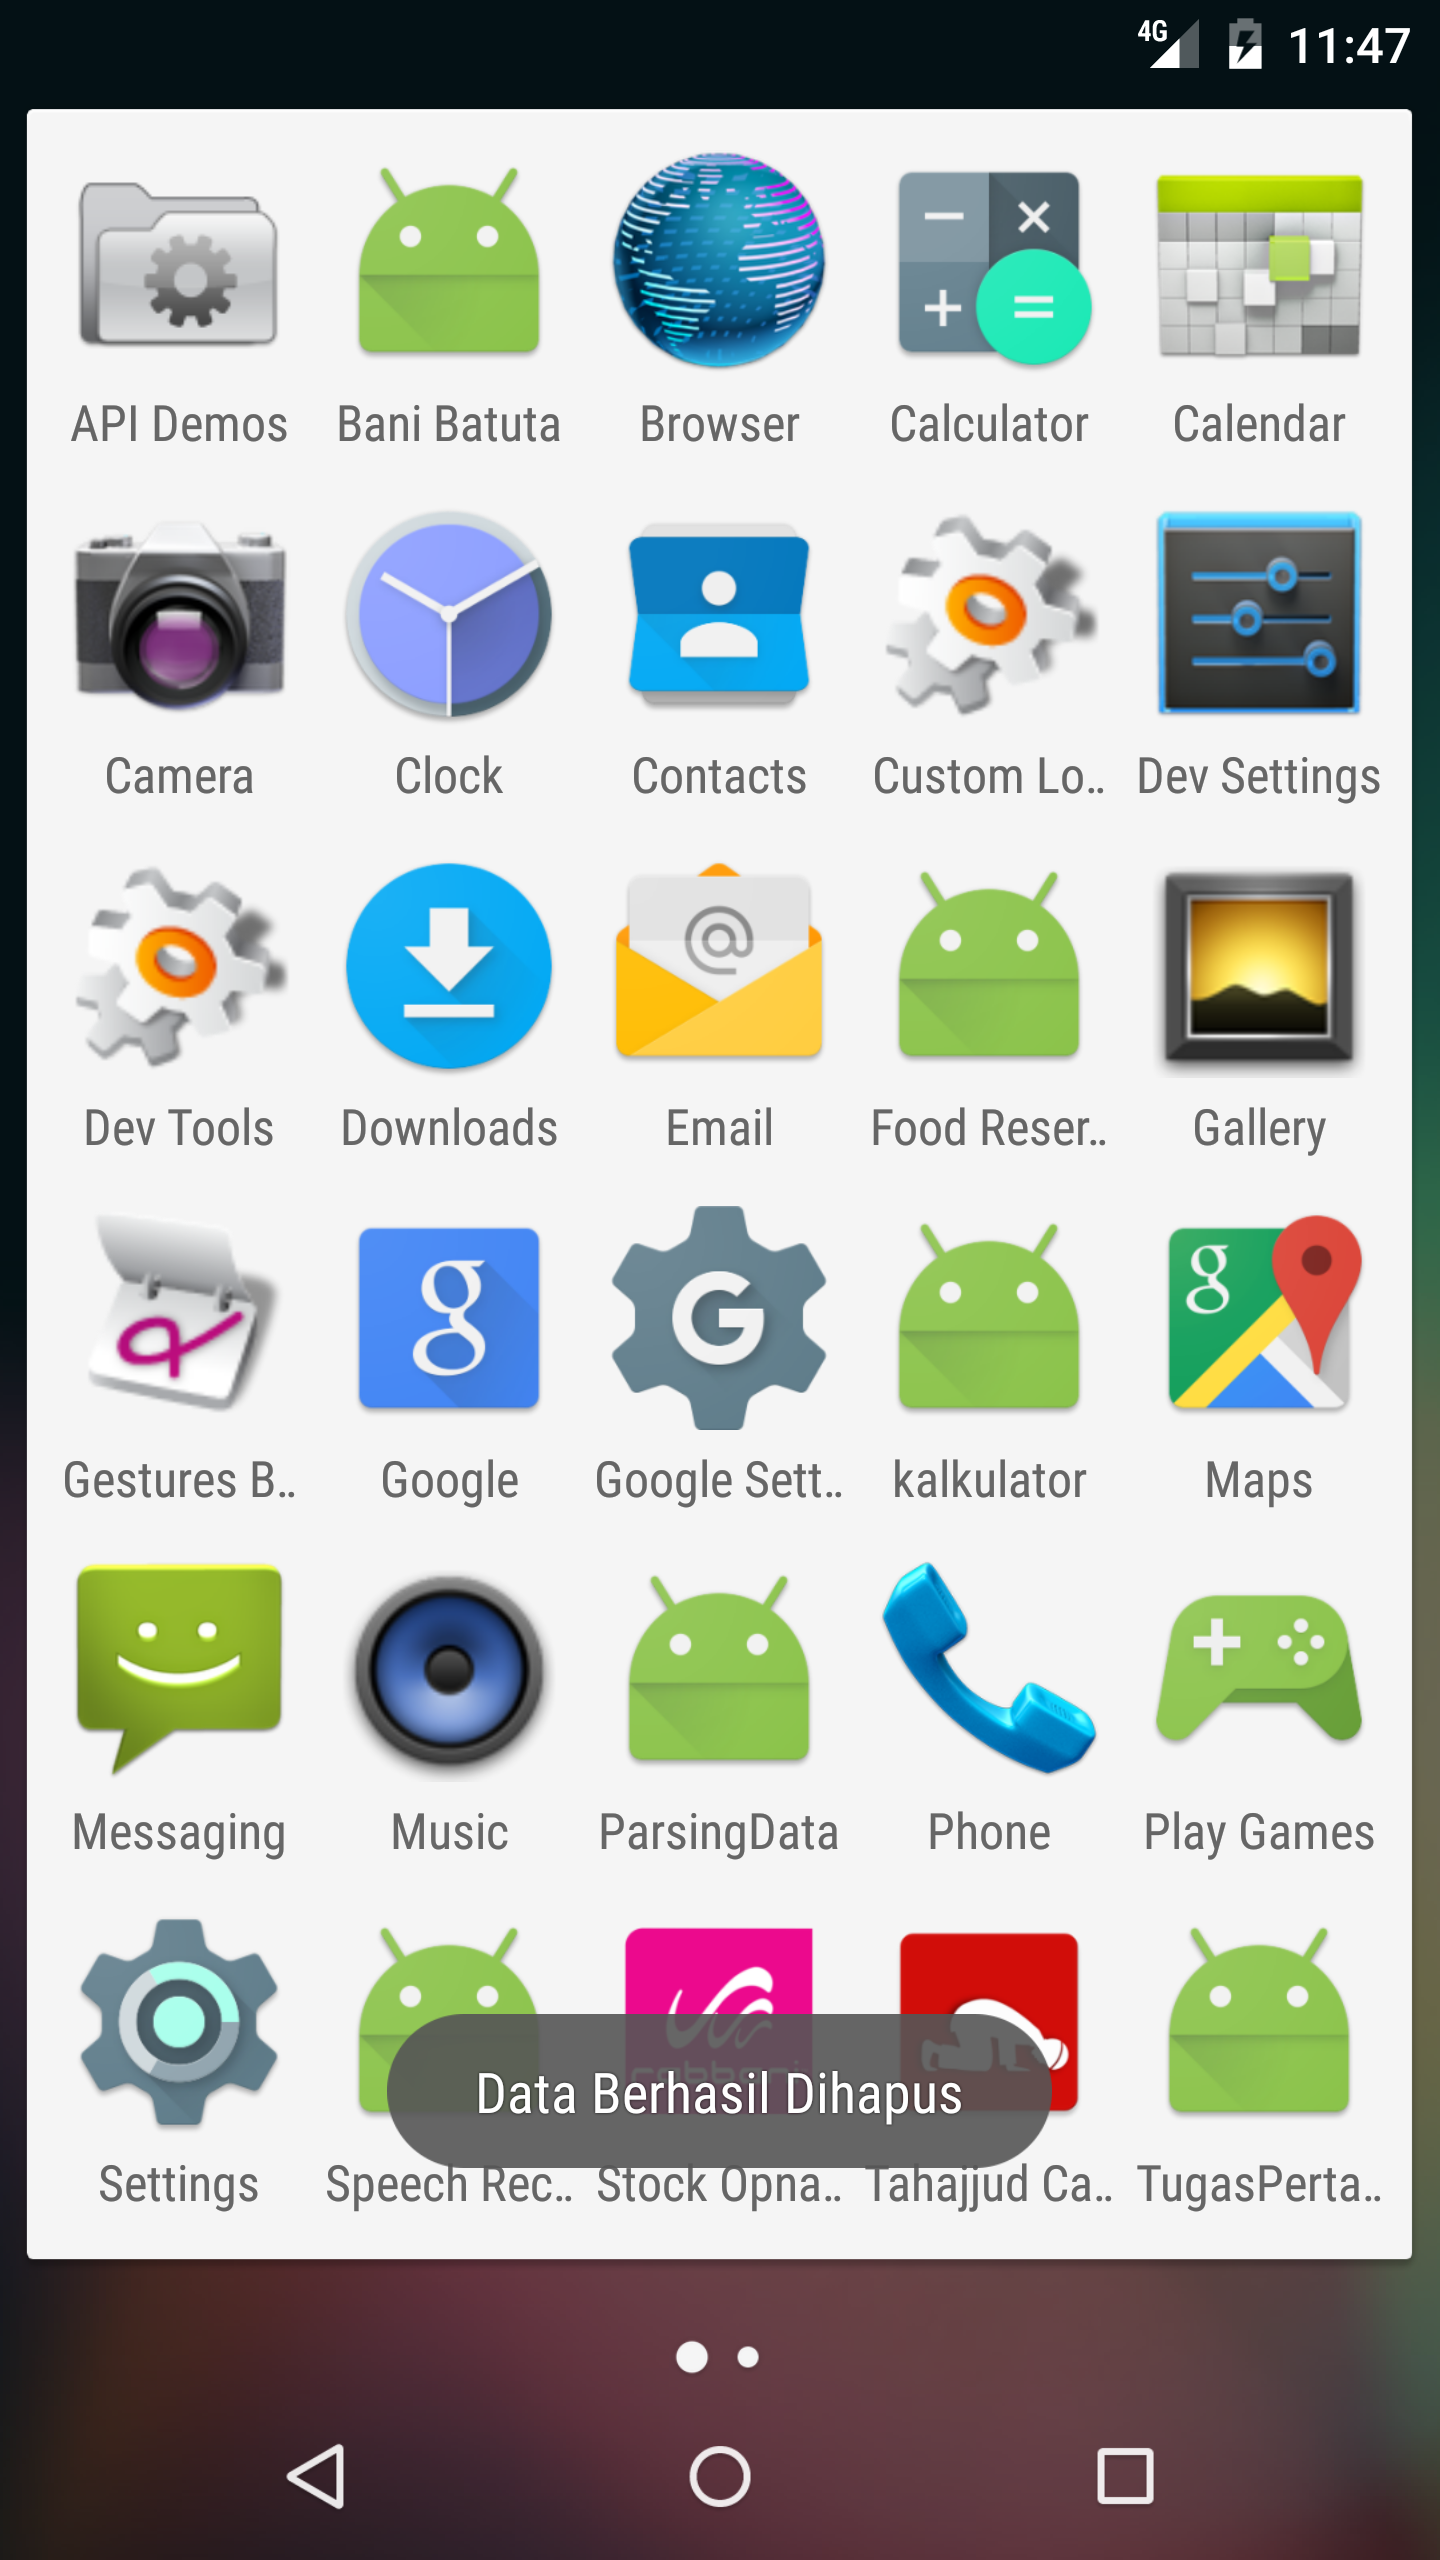 4G 11:47
API Demos Bani Batuta Browser Calculator Calendar
Camera Clock Contacts Custom Lo… Dev Settings
Dev Tools Downloads Email Food Reser… Gallery
Gestures B… Google Google Sett… kalkulator Maps
Messaging Music ParsingData Phone Play Games
rabbani
Data Berhasil Dihapus
Settings Speech Rec… Stock Opna… Tahajjud Ca… TugasPerta…